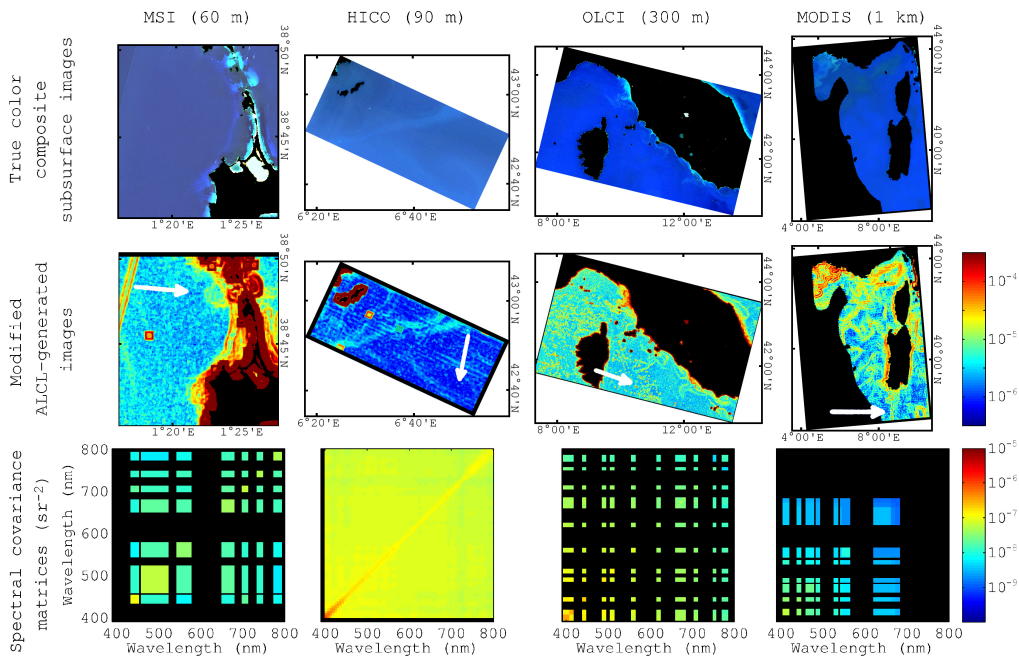 MSI (60 m)
HICO (90 m)
OLCI (300 m)
MODIS (1 km)
True color
composite
subsurface images
38°50'N
38°45'N
1°20'E
1°25'E
43°00'N
42°40'N
6°20'E
6°40'E
44°00'N
42°00'N
8°00'E
12°00'E
44°00'N
40°00'N
4°00'E
8°00'E
Modified
ALCL-generated
images
38°50'N
38°45'N
1°20'E
1°25'E
43°00'N
42°40'N
6°20'E
6°40'E
44°00'N
42°00'N
8°00'E
12°00'E
44°00'N
40°00'N
4°00'E
8°00'E
10⁻⁴
10⁻⁵
10⁻⁶
Spectral covariance
matrices (sr⁻²)
Wavelength (nm)
800
700
600
500
400
400 500 600 700 800
Wavelength (nm)
400 500 600 700 800
Wavelength (nm)
400 500 600 700 800
Wavelength (nm)
400 500 600 700 800
Wavelength (nm)
10⁻⁵
10⁻⁶
10⁻⁷
10⁻⁸
10⁻⁹